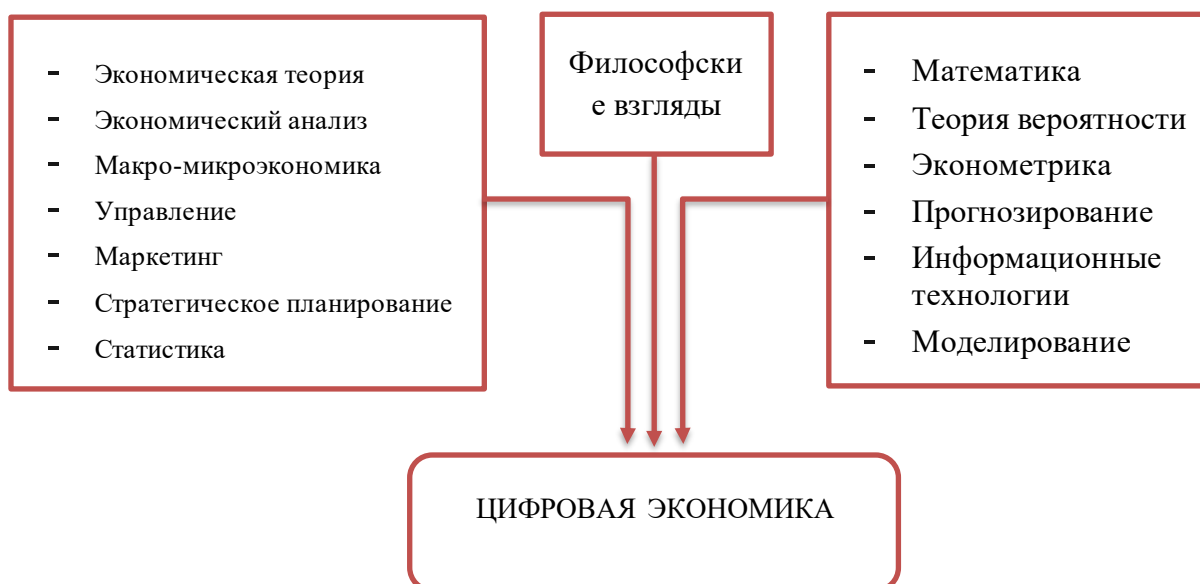 - Экономическая теория
- Экономический анализ
- Макро-микроэкономика
- Управление
- Маркетинг
- Стратегическое планирование
- Статистика
Философски
е взгляды
- Математика
- Теория вероятности
- Эконометрика
- Прогнозирование
- Информационные
технологии
- Моделирование
ЦИФРОВАЯ ЭКОНОМИКА